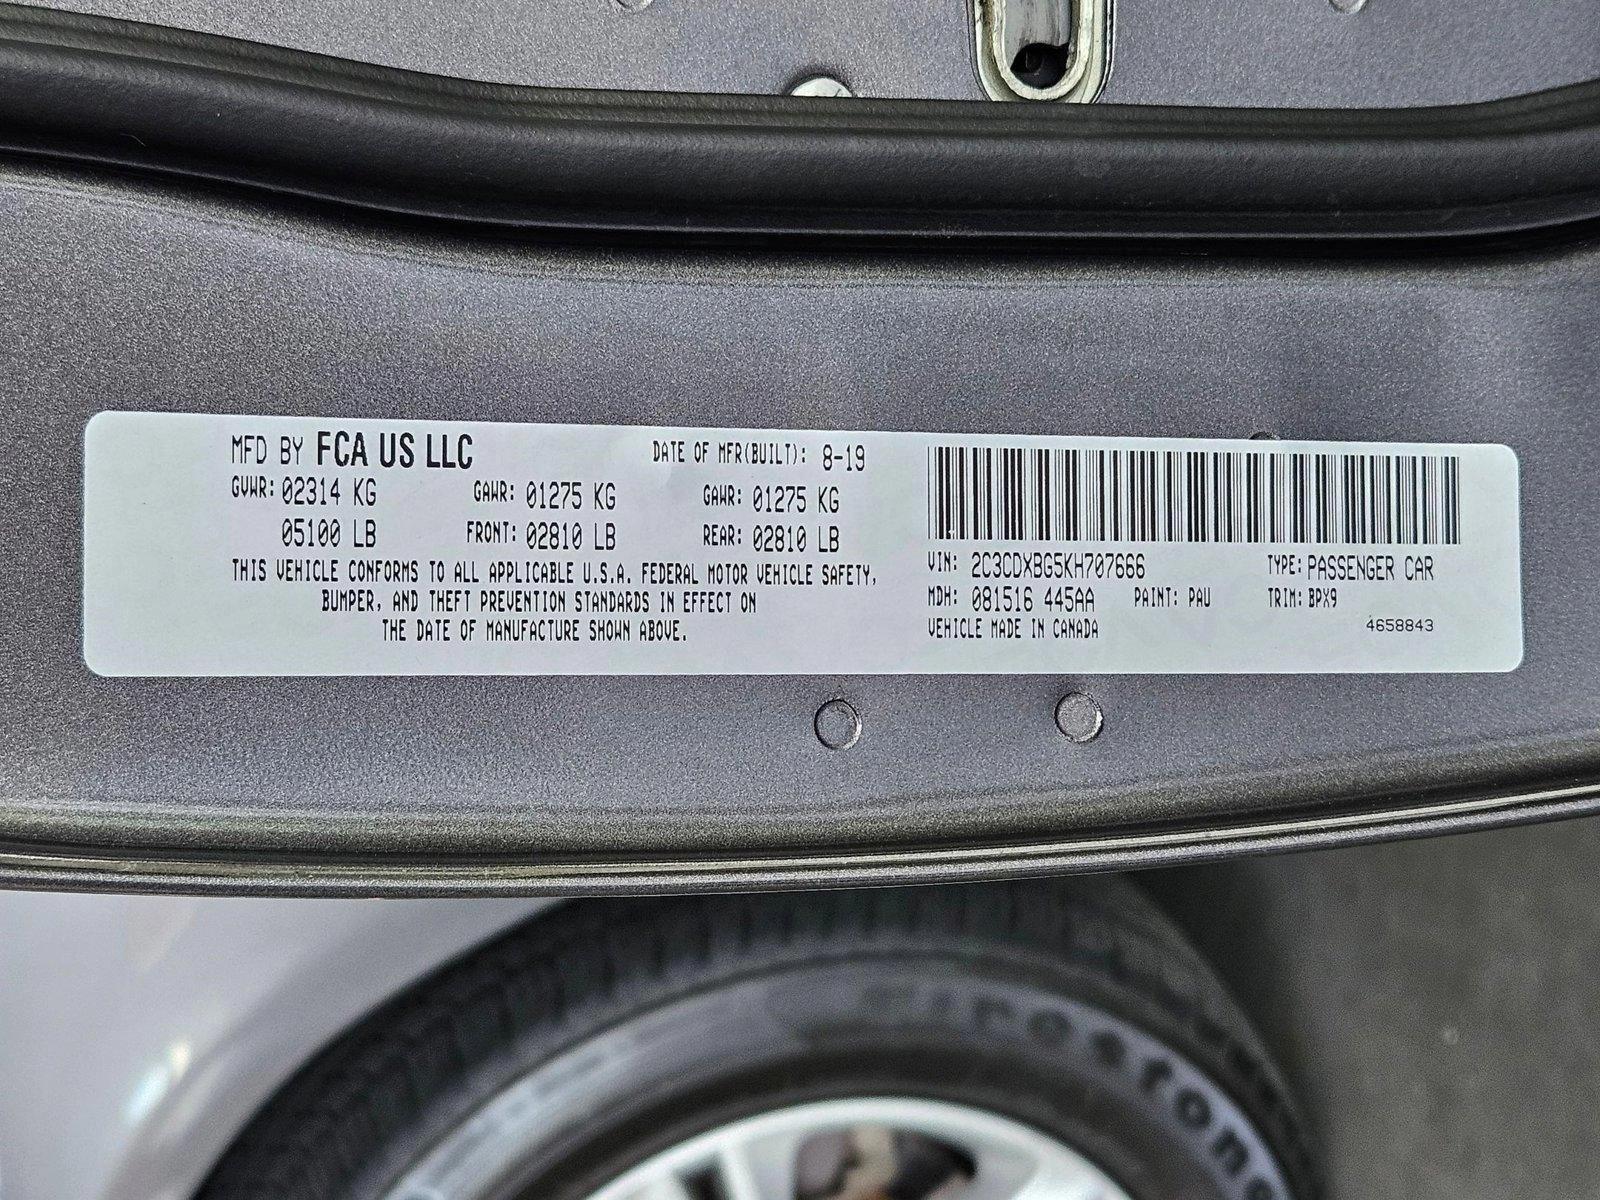 MFD BY FCA US LLC DATE OF MFR(BUILT): 8-19
GVWR: 02314 KG GAWR: 01275 KG GAWR: 01275 KG
05100 LB FRONT: 02810 LB REAR: 02810 LB
THIS VEHICLE CONFORMS TO ALL APPLICABLE U.S.A. FEDERAL MOTOR VEHICLE SAFETY,
BUMPER, AND THEFT PREVENTION STANDARDS IN EFFECT ON
THE DATE OF MANUFACTURE SHOWN ABOVE.
VIN: 2C3CDXBG5KH707666 TYPE: PASSENGER CAR
MDH: 081516 445AA PAINT: PAU TRIM: BPX9
VEHICLE MADE IN CANADA 4658843
Firestone